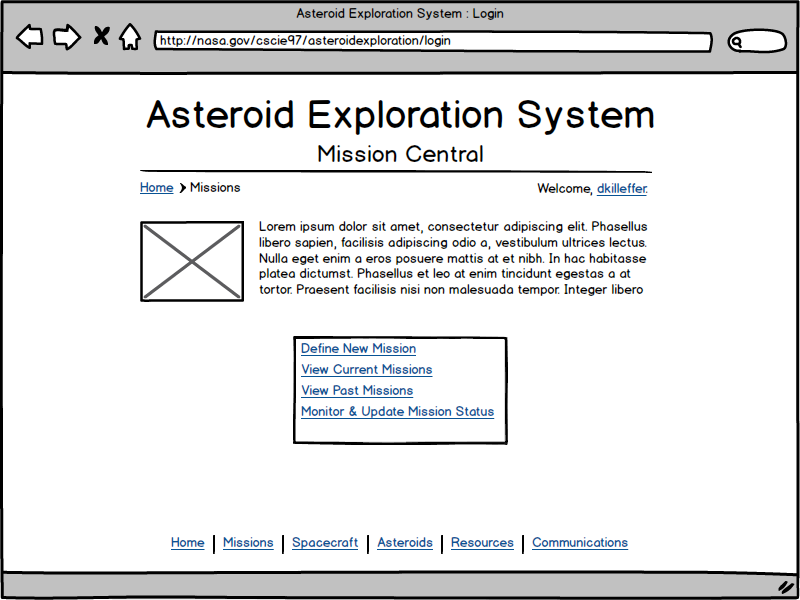 Asteroid Exploration System : Login
http://nasa.gov/cscie97/asteroidexploration/login
Asteroid Exploration System
Mission Central
Home > Missions
Welcome, dkilleffer.
Lorem ipsum dolor sit amet, consectetur adipiscing elit. Phasellus
libero sapien, facilisis adipiscing odio a, vestibulum ultrices lectus.
Nulla eget enim a eros posuere mattis at et nibh. In hac habitasse
platea dictumst. Phasellus et leo at enim tincidunt egestas a at
tortor. Praesent facilisis nisi non malesuada tempor. Integer libero
Define New Mission
View Current Missions
View Past Missions
Monitor & Update Mission Status
Home | Missions | Spacecraft | Asteroids | Resources | Communications